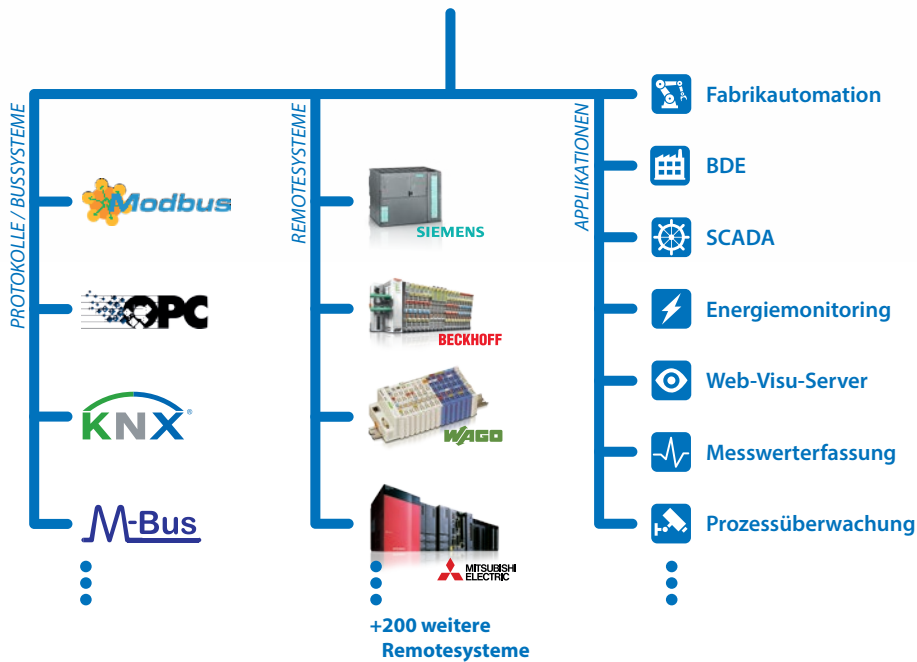 PROTOKOLLE / BUSSYSTEME
Modbus
OPC
KNX®
M-Bus
REMOTESYSTEME
SIEMENS
BECKHOFF
WAGO
MITSUBISHI
ELECTRIC
+200 weitere
Remotesysteme
APPLIKATIONEN
Fabrikautomation
BDE
SCADA
Energiemonitoring
Web-Visu-Server
Messwerterfassung
Prozessüberwachung